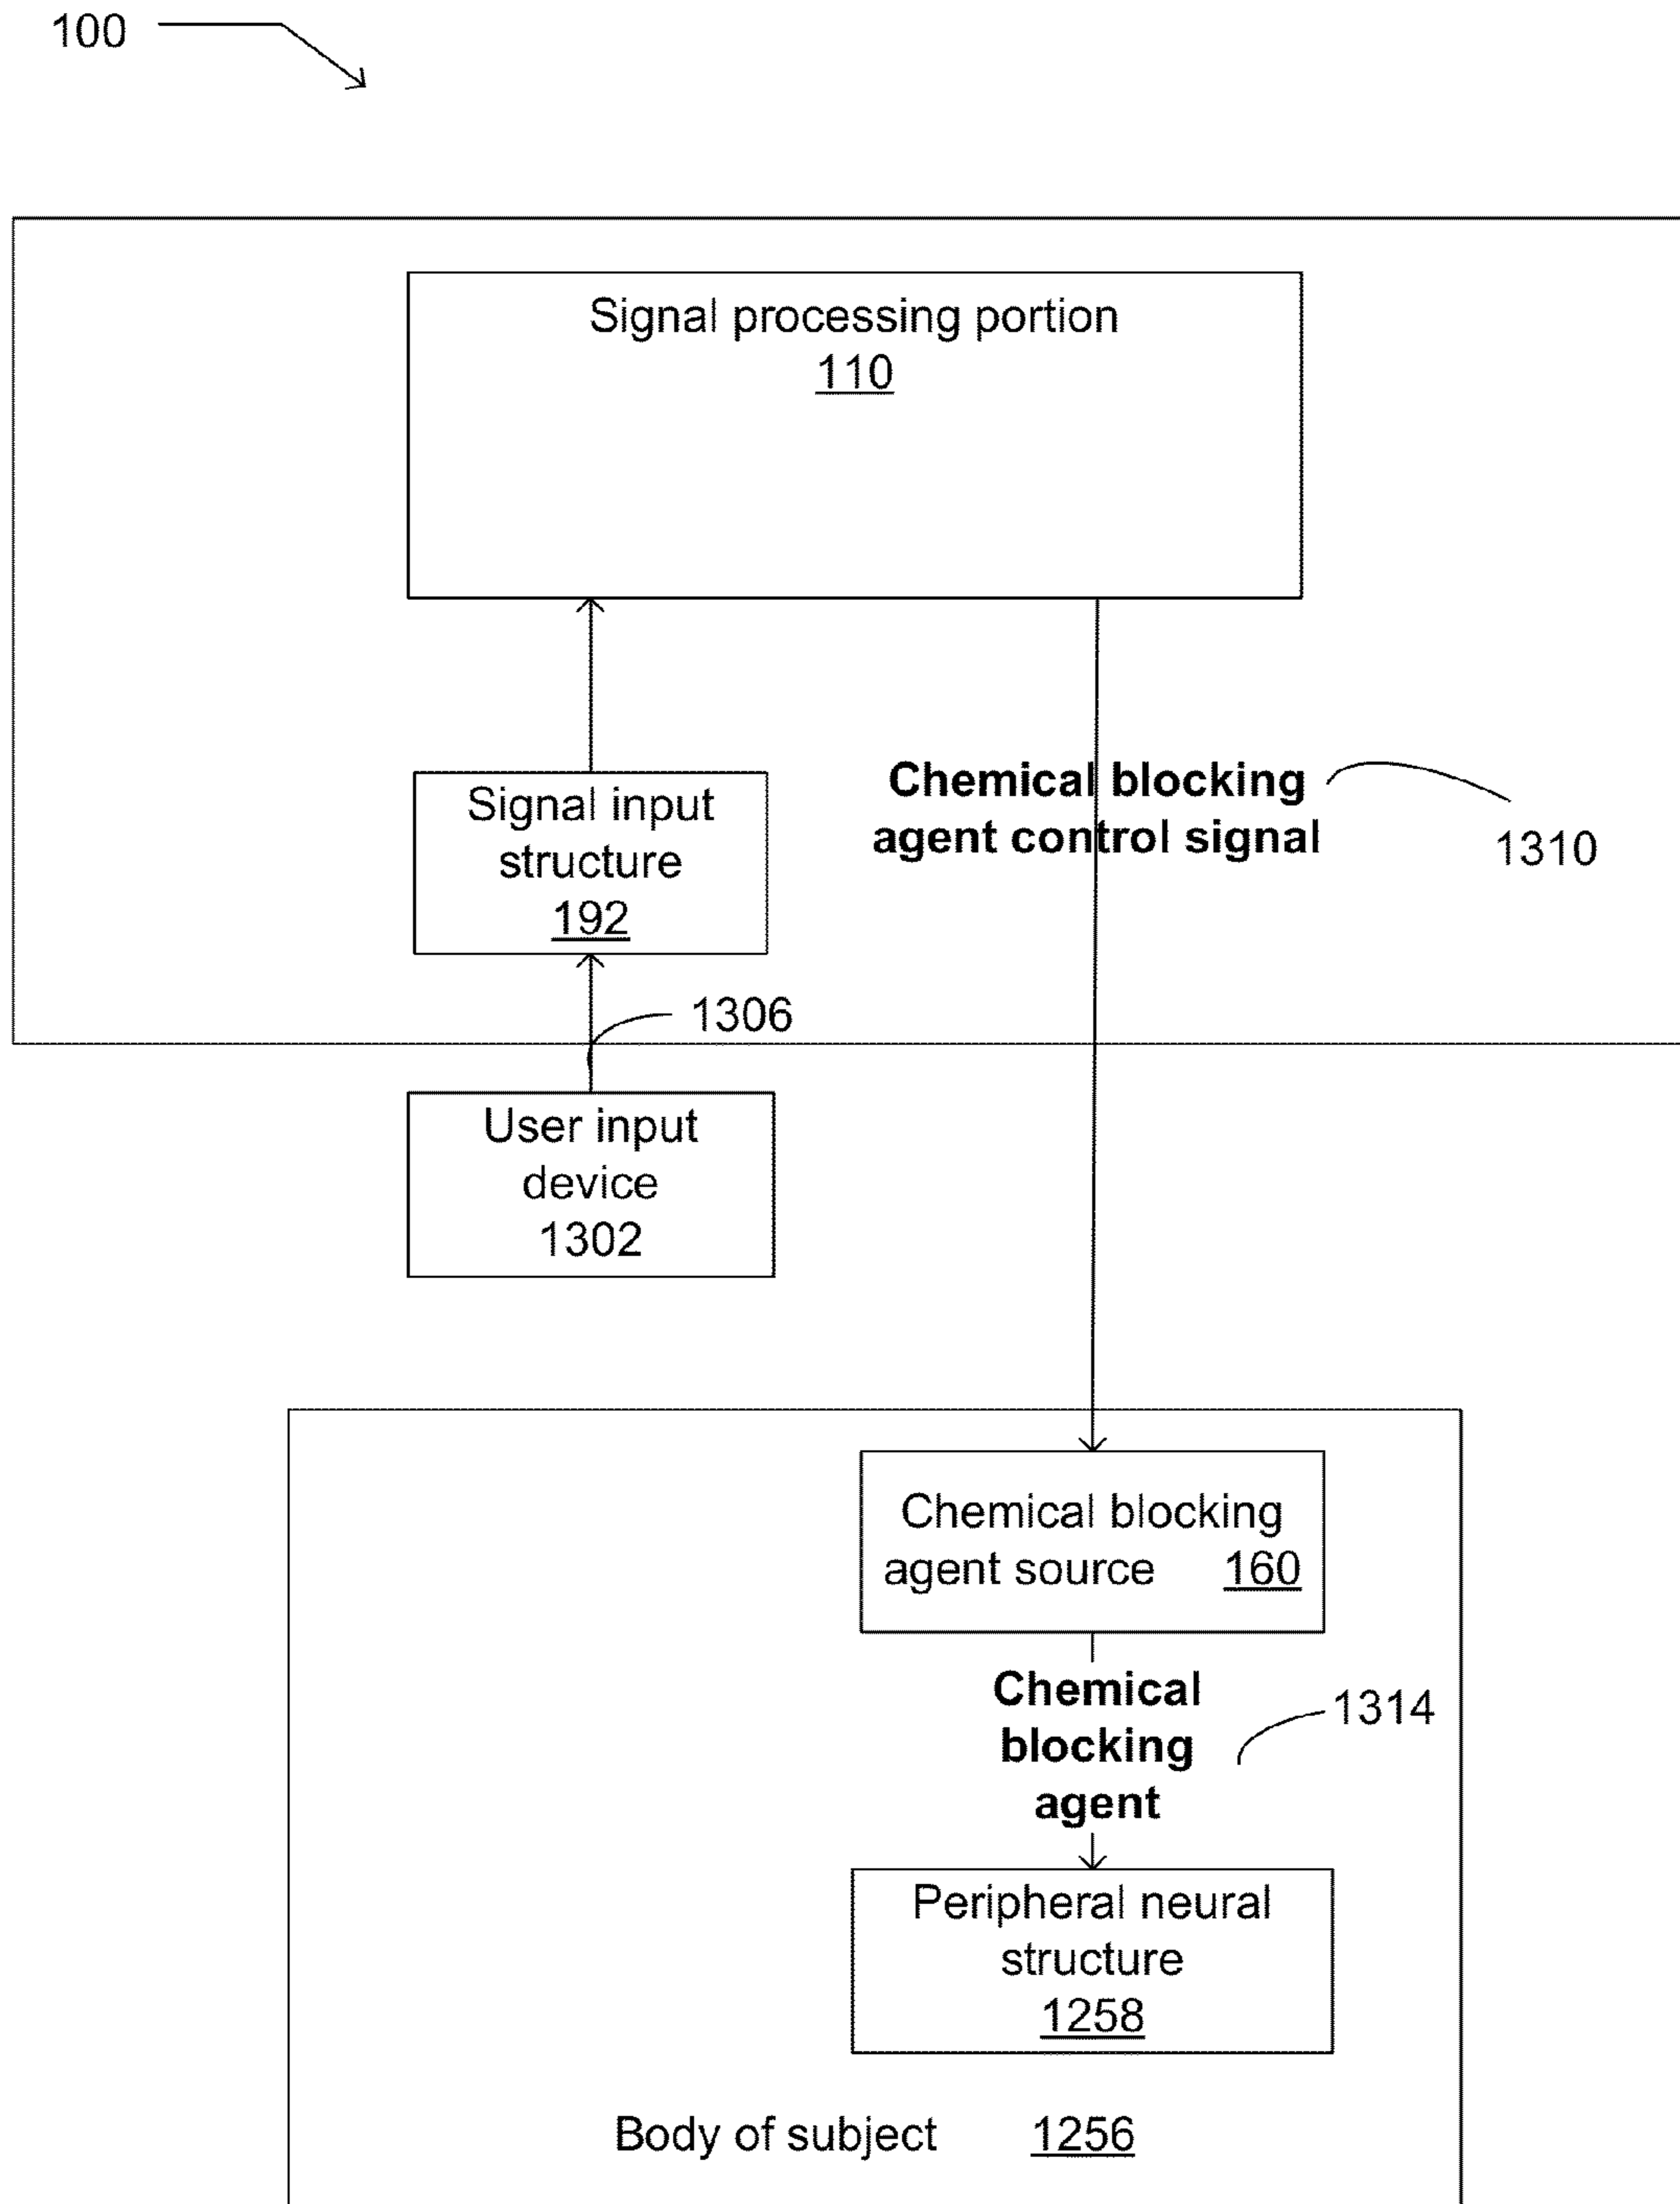 100
Signal processing portion
110
Signal input
structure
192
Chemical blocking
agent control signal
1310
1306
User input
device
1302
Chemical blocking
agent source 160
Chemical
blocking
agent
1314
Peripheral neural
structure
1258
Body of subject 1256